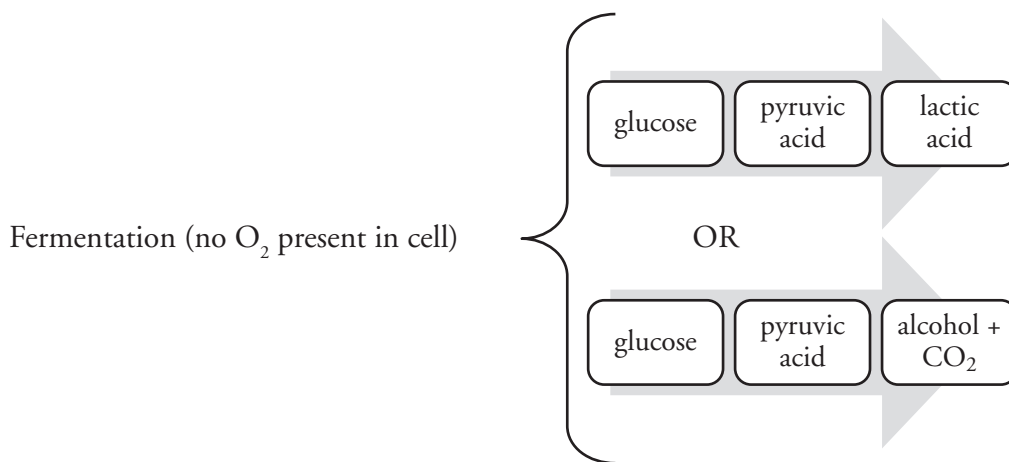 glucose
pyruvic
acid
lactic
acid
Fermentation (no O₂ present in cell)
OR
glucose
pyruvic
acid
alcohol +
CO₂